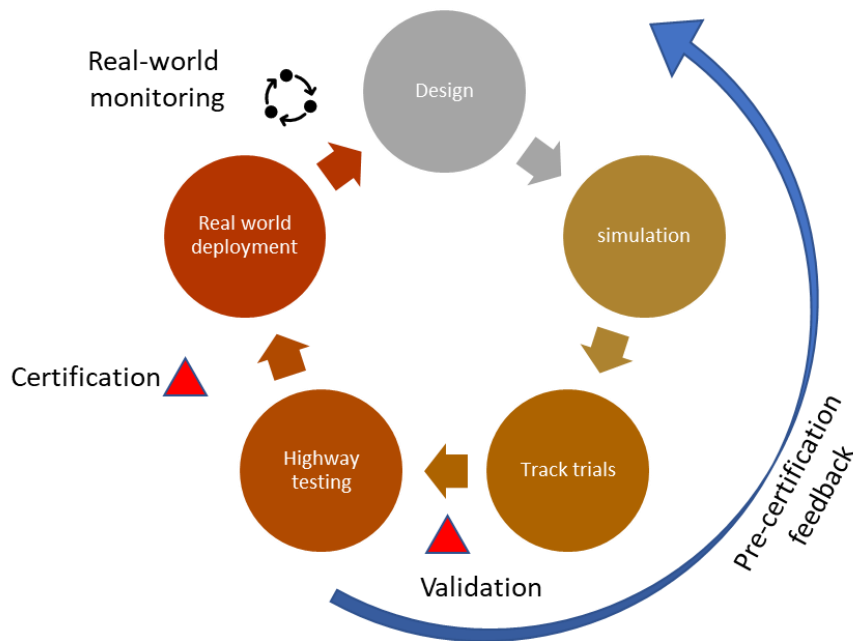 Real-world
monitoring
Design
Real world
deployment
simulation
Certification
Highway
testing
Track trials
Validation
Pre-certification
feedback